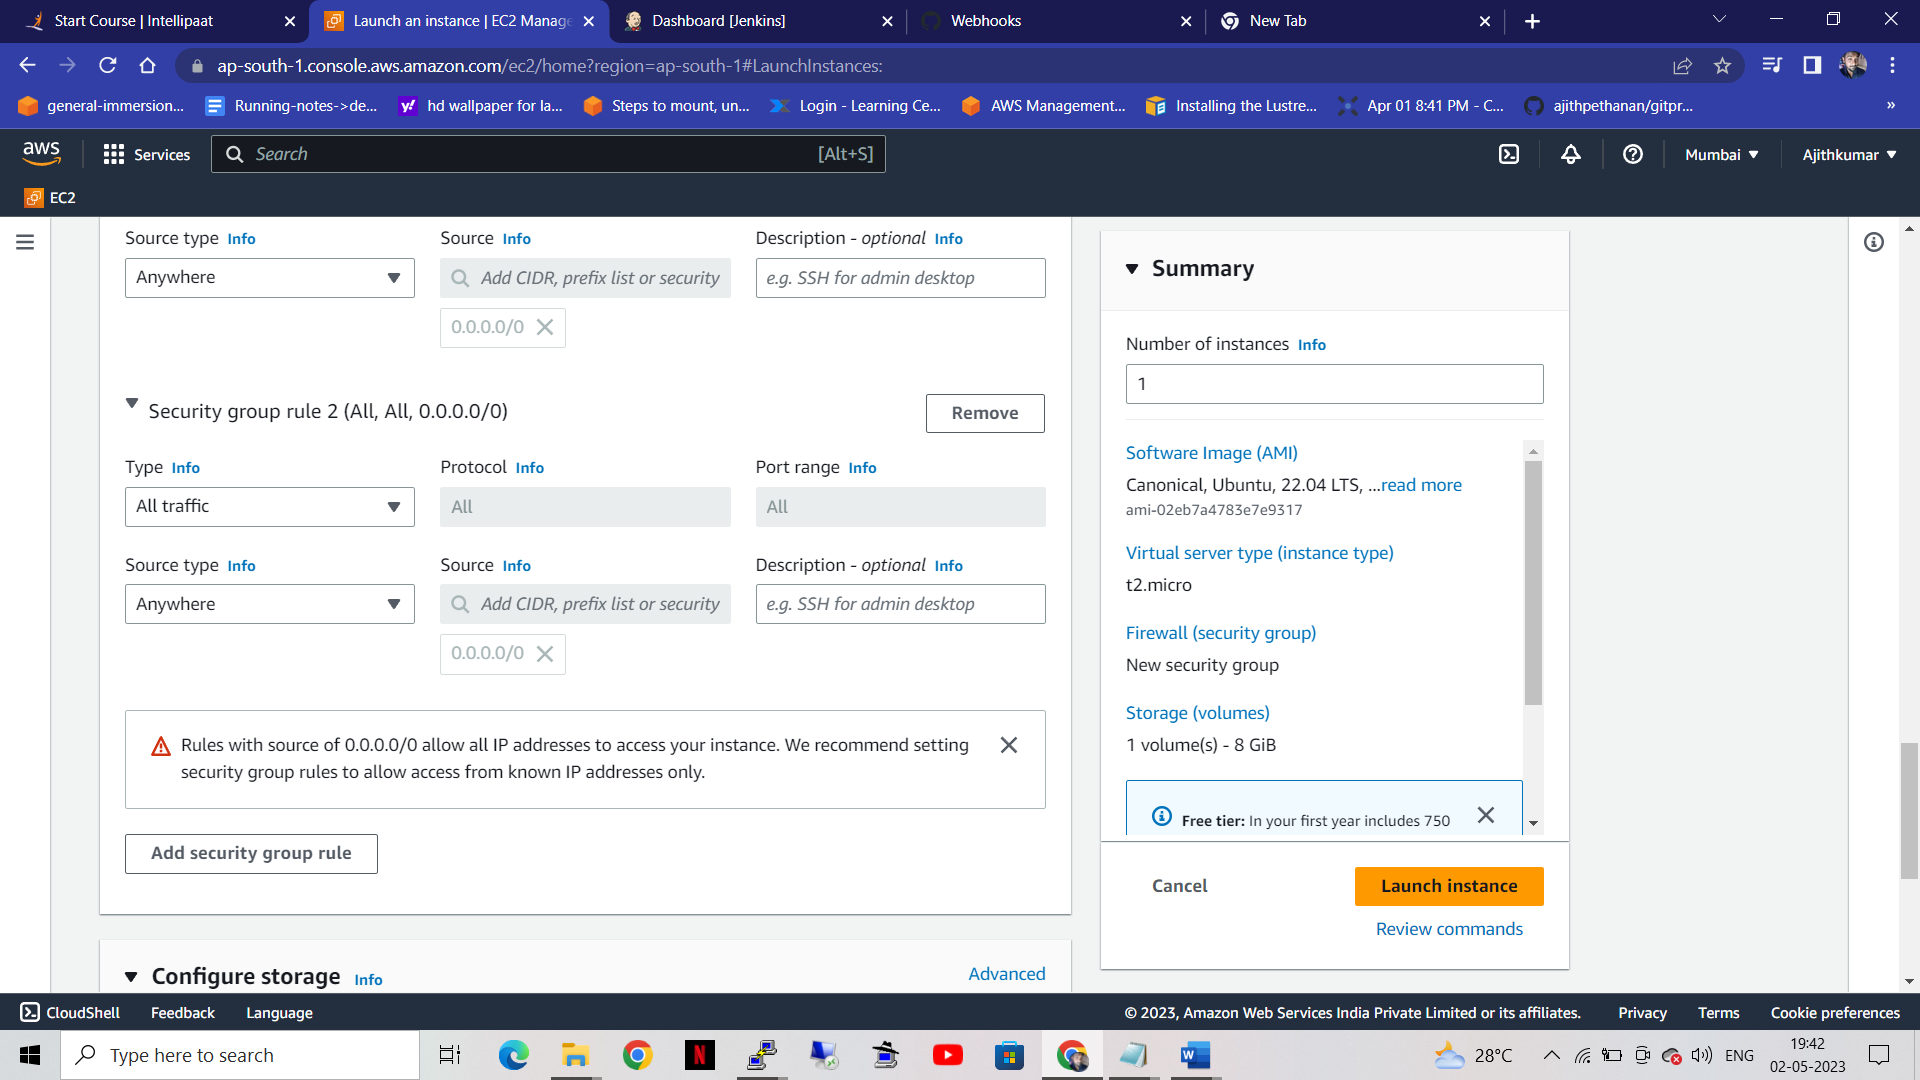 Start Course | Intellipaat
Launch an instance | EC2 Manage
Dashboard [Jenkins]
Webhooks
New Tab
ap-south-1.console.aws.amazon.com/ec2/home?region=ap-south-1#LaunchInstances:
general-immersion...
Running-notes->de...
hd wallpaper for la...
Steps to mount, un...
Login - Learning Ce...
AWS Management...
Installing the Lustre...
Apr 01 8:41 PM - C...
ajithpethanan/gitpr...
»
aws
Services
Search
[Alt+S]
Mumbai
Ajithkumar
EC2
Source type Info
Source Info
Description - optional Info
Anywhere
Add CIDR, prefix list or security
e.g. SSH for admin desktop
0.0.0.0/0
Security group rule 2 (All, All, 0.0.0.0/0)
Remove
Type Info
Protocol Info
Port range Info
All traffic
All
All
Source type Info
Source Info
Description - optional Info
Anywhere
Add CIDR, prefix list or security
e.g. SSH for admin desktop
0.0.0.0/0
Rules with source of 0.0.0.0/0 allow all IP addresses to access your instance. We recommend setting
security group rules to allow access from known IP addresses only.
Add security group rule
Configure storage Info
Advanced
Summary
Number of instances Info
1
Software Image (AMI)
Canonical, Ubuntu, 22.04 LTS, ...read more
ami-02eb7a4783e7e9317
Virtual server type (instance type)
t2.micro
Firewall (security group)
New security group
Storage (volumes)
1 volume(s) - 8 GiB
Free tier: In your first year includes 750
Cancel
Launch instance
Review commands
CloudShell
Feedback
Language
© 2023, Amazon Web Services India Private Limited or its affiliates.
Privacy
Terms
Cookie preferences
Type here to search
28°C
ENG
19:42
02-05-2023